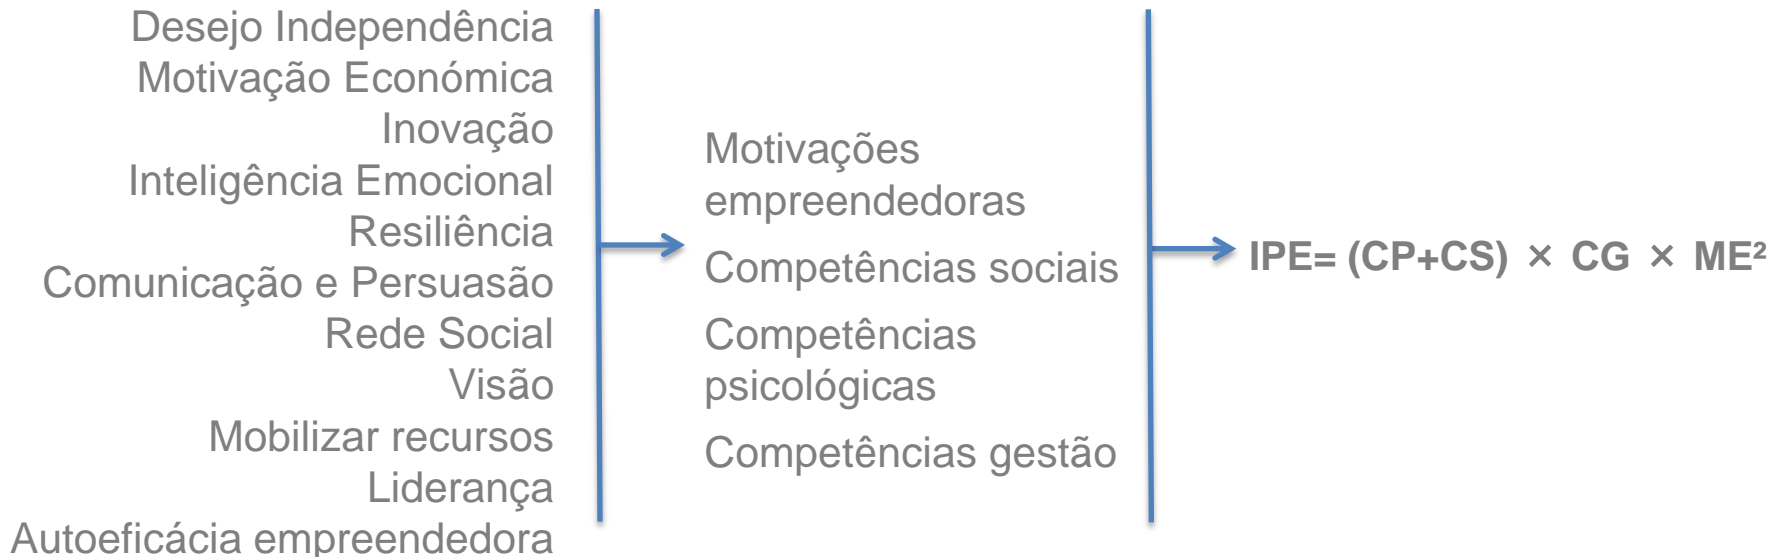 Desejo Independência
Motivação Económica
Inovação
Inteligência Emocional
Resiliência
Comunicação e Persuasão
Rede Social
Visão
Mobilizar recursos
Liderança
Autoeficácia empreendedora
Motivações
empreendedoras
Competências sociais
Competências
psicológicas
Competências gestão
IPE= (CP+CS) × CG × ME²